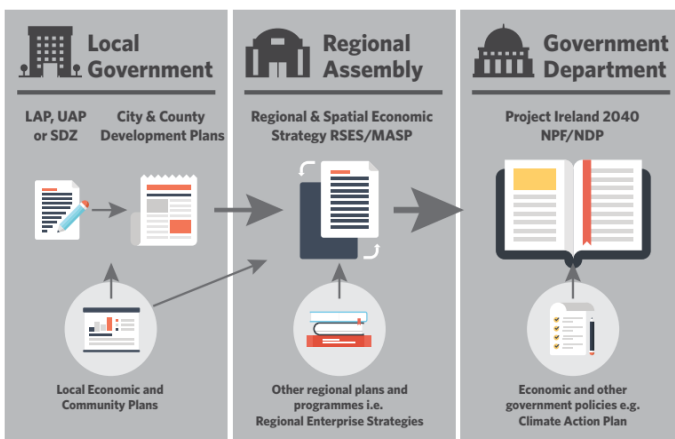 Local
Government
LAP, UAP
or SDZ
City & County
Development Plans
Local Economic and
Community Plans
Regional
Assembly
Regional & Spatial Economic
Strategy RSES/MASP
Other regional plans and
programmes i.e.
Regional Enterprise Strategies
Government
Department
Project Ireland 2040
NPF/NDP
Economic and other
government policies e.g.
Climate Action Plan